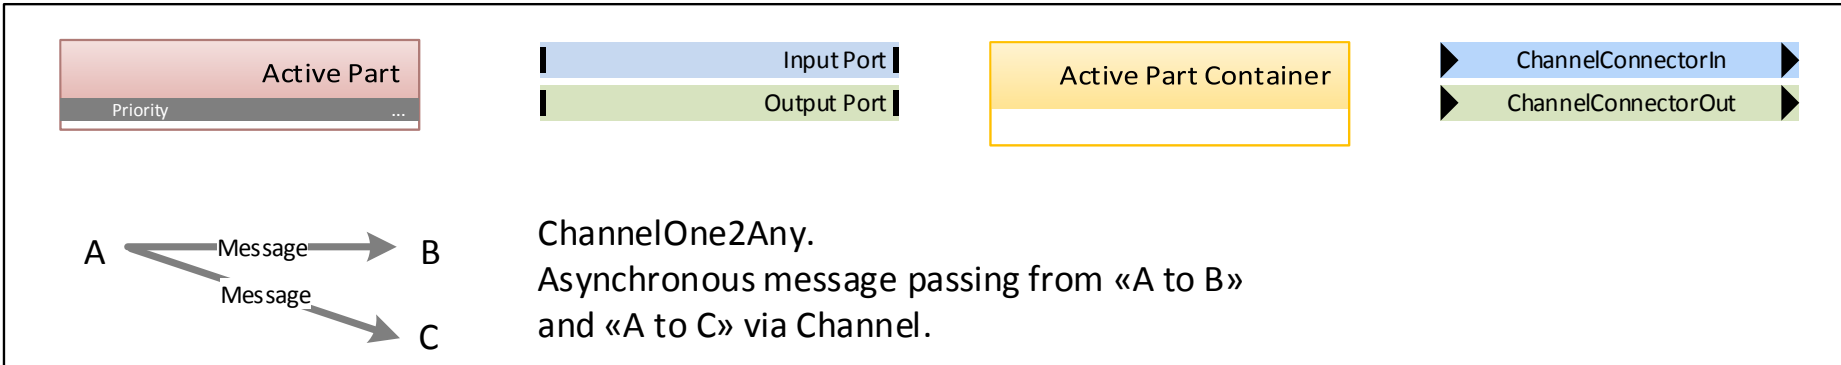 Active Part
Priority ...
Input Port
Output Port
Active Part Container
ChannelConnectorIn
ChannelConnectorOut
A Message B
Message
C
ChannelOne2Any.
Asynchronous message passing from «A to B»
and «A to C» via Channel.